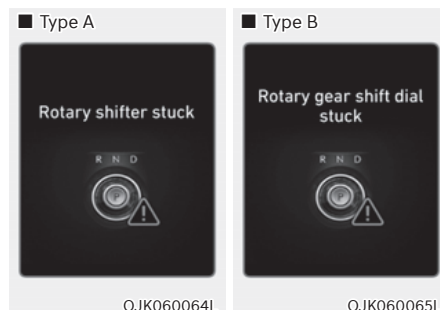 ■ Type A
Rotary shifter stuck
R N D
P
OJK060064L
■ Type B
Rotary gear shift dial
stuck
R N D
P
OJK060065L